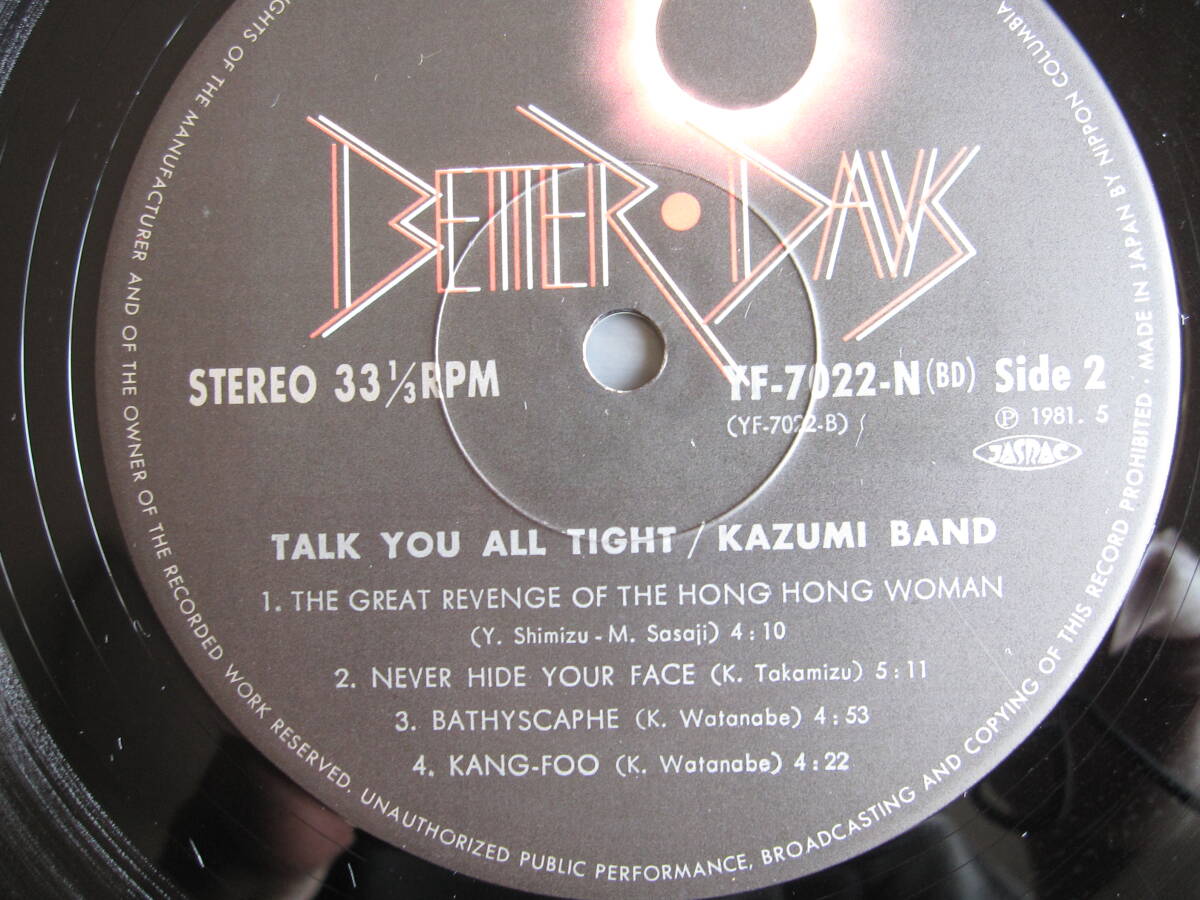 BETTER · DAYS
STEREO 33 1/3 RPM
YF-7022-N (BD) Side 2
(YF-7022-B)
Ⓟ 1981. 5
JASRAC
TALK YOU ALL TIGHT / KAZUMI BAND
1. THE GREAT REVENGE OF THE HONG HONG WOMAN
(Y. Shimizu - M. Sasaji) 4:10
2. NEVER HIDE YOUR FACE (K. Takamizu) 5:11
3. BATHYSCAPHE (K. Watanabe) 4:53
4. KANG-FOO (K. Watanabe) 4:22
OF THE MANUFACTURER AND OF THE OWNER OF THE RECORDED WORK RESERVED. UNAUTHORIZED PUBLIC PERFORMANCE, BROADCASTING AND COPYING OF THIS RECORD PROHIBITED · MADE IN JAPAN BY NIPPON COLUMBIA